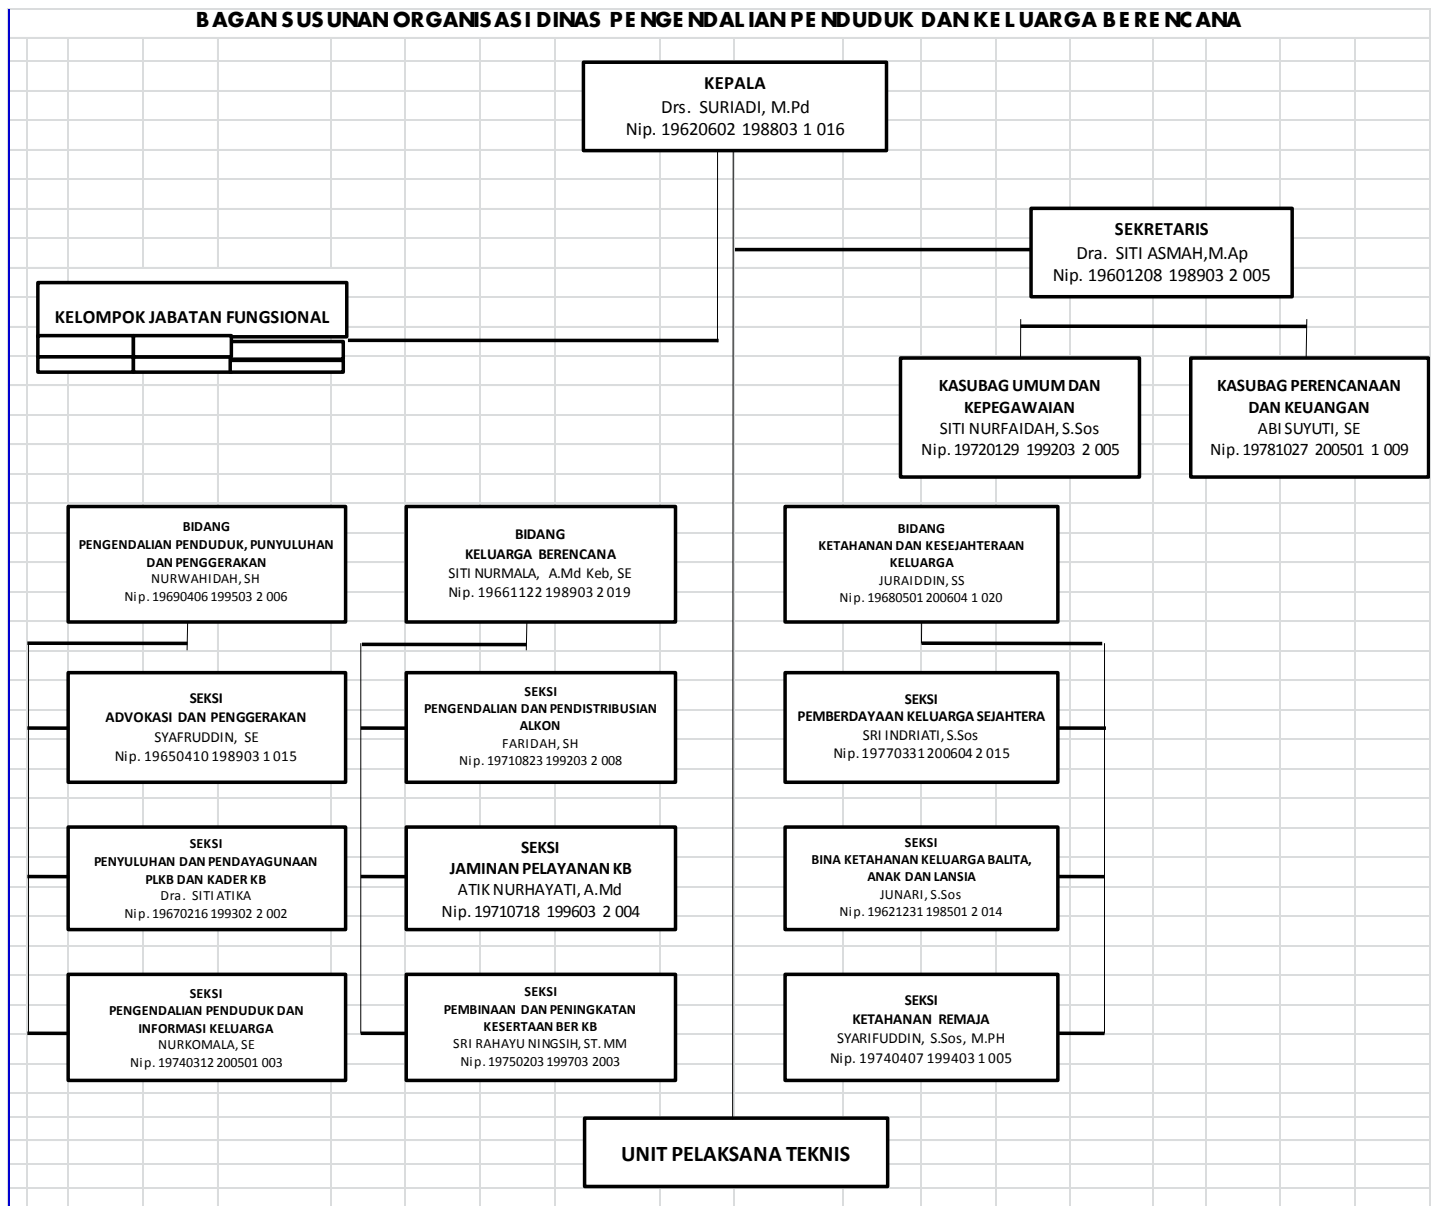 BAGAN SUSUNAN ORGANISASI DINAS PENGENDALIAN PENDUDUK DAN KELUARGA BERENCANA
KEPALA
Drs. SURIADI, M.Pd
Nip. 19620602 198803 1 016
SEKRETARIS
Dra. SITI ASMAH,M.Ap
Nip. 19601208 198903 2 005
KELOMPOK JABATAN FUNGSIONAL
KASUBAG UMUM DAN
KEPEGAWAIAN
SITI NURFAIDAH, S.Sos
Nip. 19720129 199203 2 005
KASUBAG PERENCANAAN
DAN KEUANGAN
ABI SUYUTI, SE
Nip. 19781027 200501 1 009
BIDANG
PENGENDALIAN PENDUDUK, PUNYULUHAN
DAN PENGGERAKAN
NURWAHIDAH, SH
Nip. 19690406 199503 2 006
BIDANG
KELUARGA BERENCANA
SITI NURMALA, A.Md Keb, SE
Nip. 19661122 198903 2 019
BIDANG
KETAHANAN DAN KESEJAHTERAAN
KELUARGA
JURAIDDIN, SS
Nip. 19680501 200604 1 020
SEKSI
ADVOKASI DAN PENGGERAKAN
SYAFRUDDIN, SE
Nip. 19650410 198903 1 015
SEKSI
PENGENDALIAN DAN PENDISTRIBUSIAN
ALKON
FARIDAH, SH
Nip. 19710823 199203 2 008
SEKSI
PEMBERDAYAAN KELUARGA SEJAHTERA
SRI INDRIATI, S.Sos
Nip. 19770331 200604 2 015
SEKSI
PENYULUHAN DAN PENDAYAGUNAAN
PLKB DAN KADER KB
Dra. SITI ATIKA
Nip. 19670216 199302 2 002
SEKSI
JAMINAN PELAYANAN KB
ATIK NURHAYATI, A.Md
Nip. 19710718 199603 2 004
SEKSI
BINA KETAHANAN KELUARGA BALITA,
ANAK DAN LANSIA
JUNARI, S.Sos
Nip. 19621231 198501 2 014
SEKSI
PENGENDALIAN PENDUDUK DAN
INFORMASI KELUARGA
NURKOMALA, SE
Nip. 19740312 200501 003
SEKSI
PEMBINAAN DAN PENINGKATAN
KESERTAAN BER KB
SRI RAHAYU NINGSIH, ST. MM
Nip. 19750203 199703 2003
SEKSI
KETAHANAN REMAJA
SYARIFUDDIN, S.Sos, M.PH
Nip. 19740407 199403 1 005
UNIT PELAKSANA TEKNIS